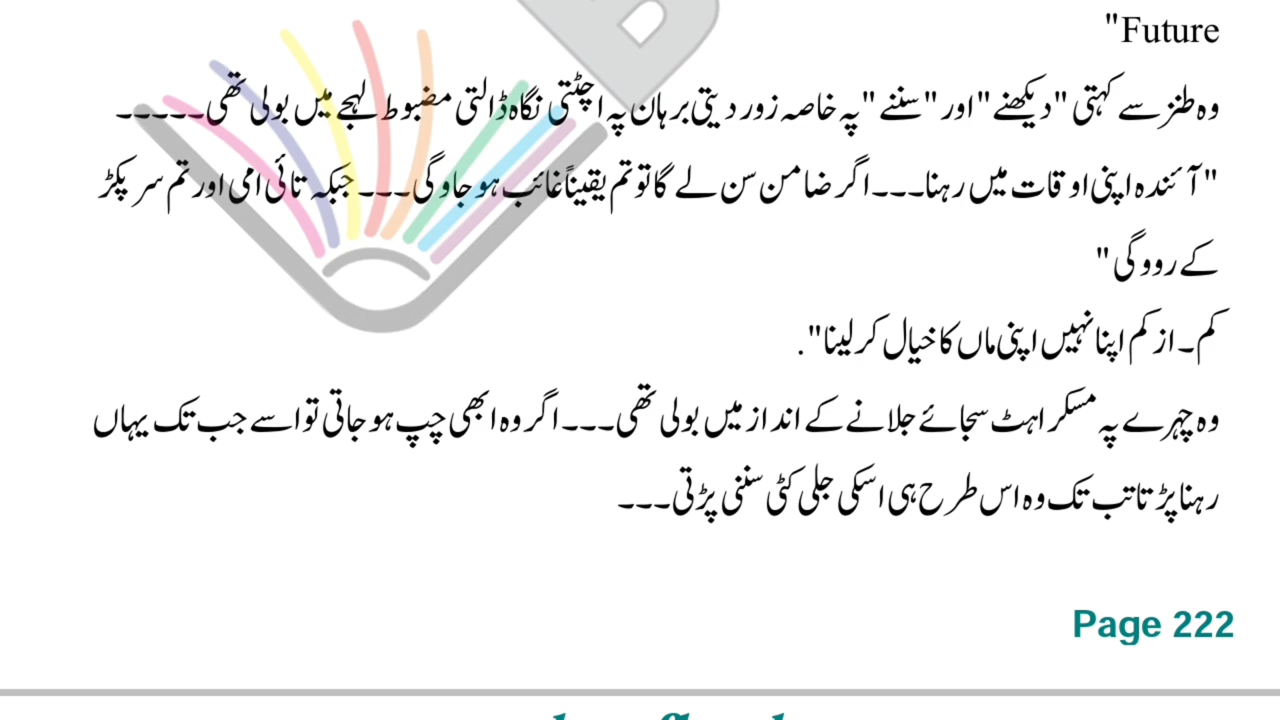 Future"
وہ طنز سے کہتی "دیکھنے" اور "سننے" پہ خاصہ زور دیتی برہان پہ اچٹتی نگاہ ڈالتی مضبوط لہجے میں بولی تھی۔۔۔۔۔
"آئندہ اپنی اوقات میں رہنا۔۔۔اگر ضامن سن لے گا تو تم یقیناً غائب ہو جاو گی۔۔۔ جبکہ تائی امی اور تم سر پکڑ
کے روو گی"
کم۔از کم اپنا نہیں اپنی ماں کا خیال کر لینا".
وہ چہرے پہ مسکراہٹ سجائے جلانے کے انداز میں بولی تھی۔۔۔اگر وہ ابھی چپ ہو جاتی تو اسے جب تک یہاں
رہنا پڑتا تب تک وہ اس طرح ہی اسکی جلی کٹی سننی پڑتی۔۔۔
Page 222